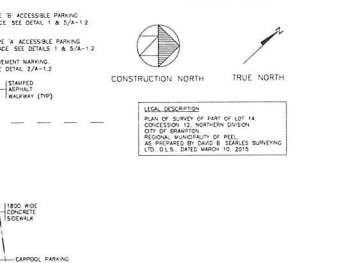 E 'B' ACCESSIBLE PARKING
CE. SEE DETAIL 1 & 5/A-1.2
E 'A' ACCESSIBLE PARKING
ACE. SEE DETAILS 1 & 5/A-1.2
VEMENT MARKING.
E DETAIL 2/A-1.2
STAMPED
ASPHALT
WALKWAY (TYP)
CONSTRUCTION NORTH
TRUE NORTH
LEGAL DESCRIPTION
PLAN OF SURVEY OF PART OF LOT 14,
CONCESSION 12, NORTHERN DIVISION
CITY OF BRAMPTON,
REGIONAL MUNICIPALITY OF PEEL,
AS PREPARED BY DAVID B. SEARLES SURVEYING
LTD. O.L.S., DATED MARCH 10, 2015
1800 WIDE
CONCRETE
SIDEWALK
CARPOOL PARKING